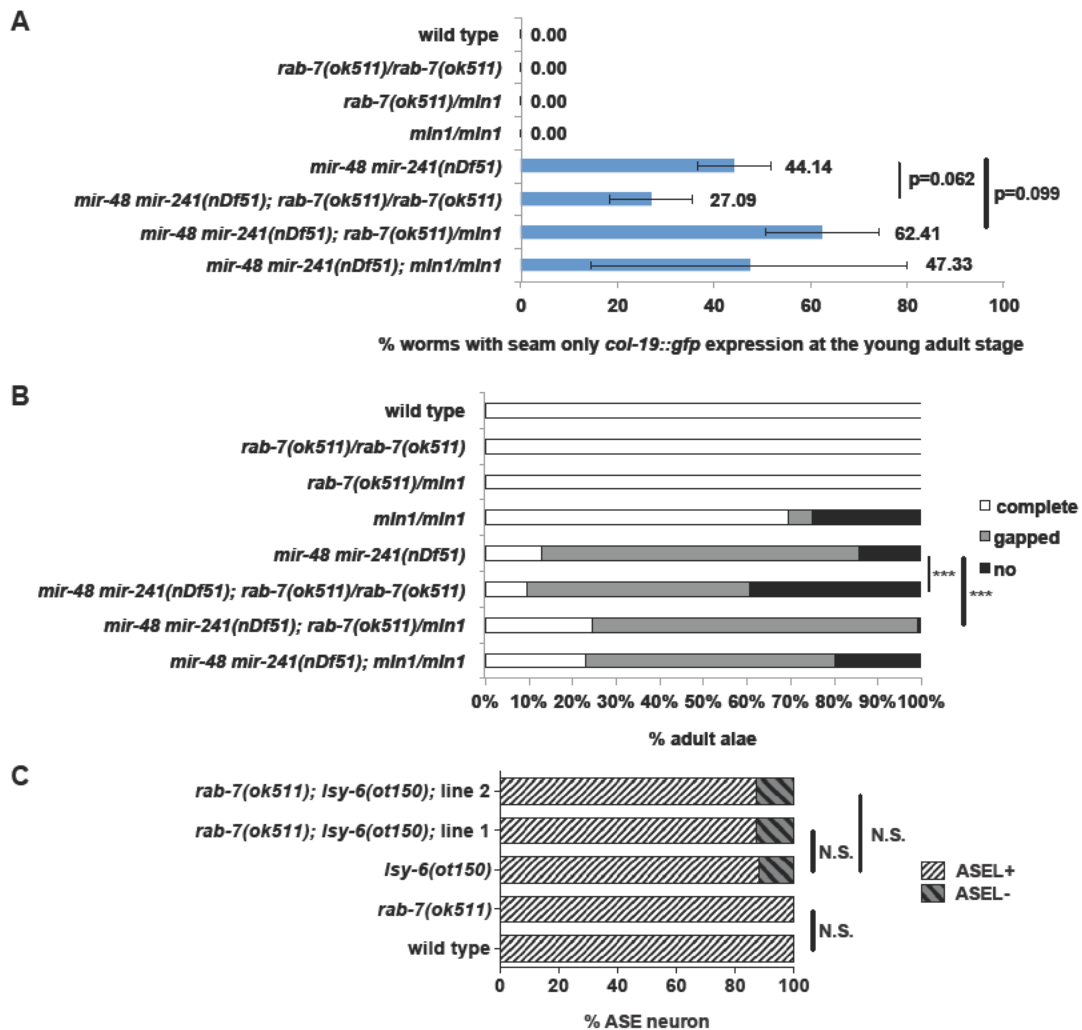 A
wild type
0.00
rab-7(ok511)/rab-7(ok511)
0.00
rab-7(ok511)/mIn1
0.00
mIn1/mIn1
0.00
mir-48 mir-241(nDf51)
44.14
mir-48 mir-241(nDf51); rab-7(ok511)/rab-7(ok511)
27.09
mir-48 mir-241(nDf51); rab-7(ok511)/mIn1
62.41
mir-48 mir-241(nDf51); mIn1/mIn1
47.33
p=0.062
p=0.099
0 20 40 60 80 100
% worms with seam only col-19::gfp expression at the young adult stage
B
wild type
rab-7(ok511)/rab-7(ok511)
rab-7(ok511)/mIn1
mIn1/mIn1
mir-48 mir-241(nDf51)
mir-48 mir-241(nDf51); rab-7(ok511)/rab-7(ok511)
mir-48 mir-241(nDf51); rab-7(ok511)/mIn1
mir-48 mir-241(nDf51); mIn1/mIn1
complete
gapped
no
***
***
0% 10% 20% 30% 40% 50% 60% 70% 80% 90% 100%
% adult alae
C
rab-7(ok511); lsy-6(ot150); line 2
rab-7(ok511); lsy-6(ot150); line 1
lsy-6(ot150)
rab-7(ok511)
wild type
N.S.
N.S.
N.S.
ASEL+
ASEL-
0 20 40 60 80 100
% ASE neuron